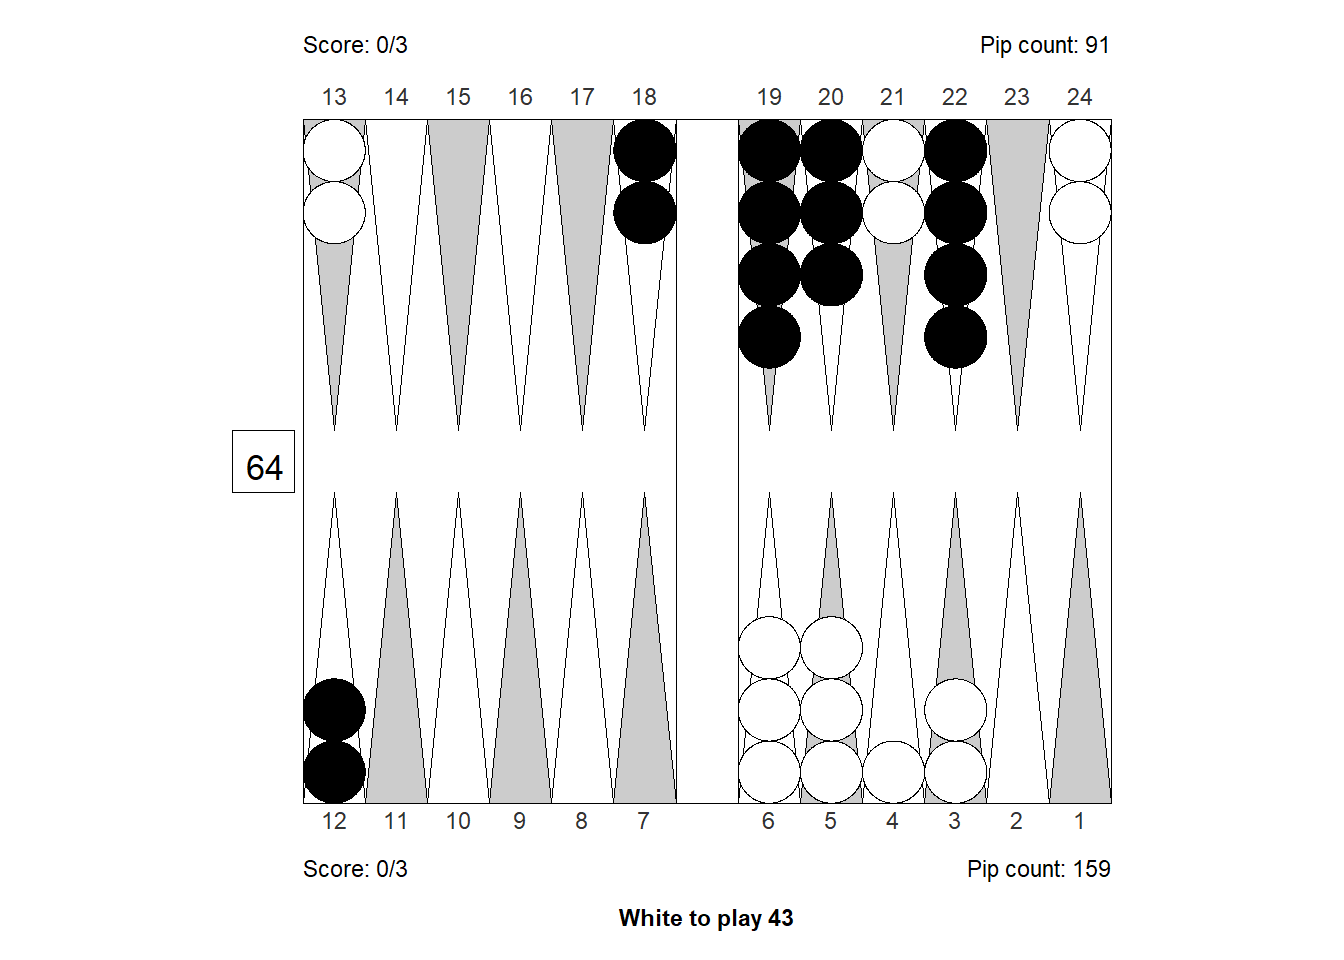 Score: 0/3 Pip count: 91
13 14 15 16 17 18 19 20 21 22 23 24
64
12 11 10 9 8 7 6 5 4 3 2 1
Score: 0/3 Pip count: 159
White to play 43